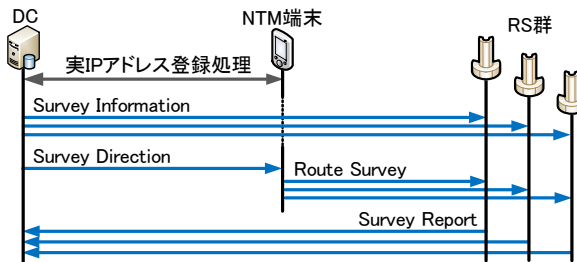 DC
NTM端末
RS群
実IPアドレス登録処理
Survey Information
Survey Direction
Route Survey
Survey Report